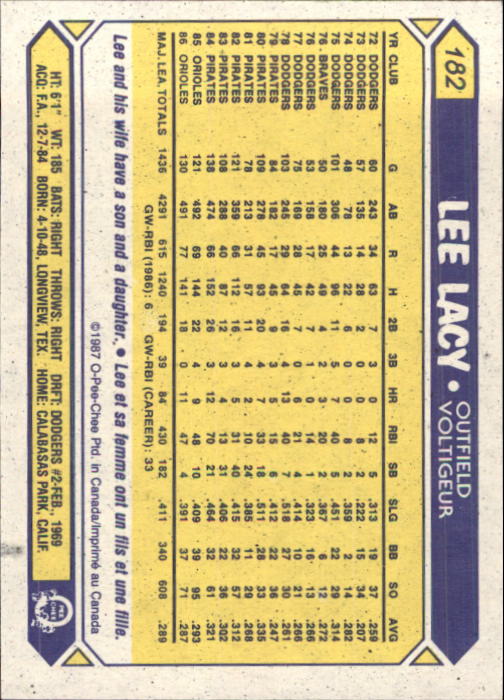 182
LEE LACY • OUTFIELD
VOLTIGEUR
YR CLUB G AB R H 2B 3B HR RBI SB SLG BB SO AVG
72 DODGERS 60 243 34 63 7 3 0 12 5 .313 19 37 .259
73 DODGERS 57 135 14 28 2 0 0 8 2 .222 15 34 .207
74 DODGERS 48 78 13 22 6 0 0 8 2 .359 2 14 .282
75 DODGERS 101 306 44 96 11 5 7 40 5 .451 22 29 .314
76 BRAVES 50 180 25 49 4 2 3 20 2 .367 6 12 .272
76 DODGERS 53 158 17 42 7 1 0 14 1 .323 16 13 .266
77 DODGERS 75 169 28 45 7 0 6 21 4 .414 10 21 .266
78 DODGERS 103 245 29 64 16 4 13 40 7 .518 27 30 .261
79 PIRATES 84 182 17 45 9 3 5 15 6 .412 22 36 .247
80 PIRATES 109 278 45 93 20 4 7 33 18 .511 28 33 .335
81 PIRATES 78 213 31 57 11 4 2 10 24 .385 11 29 .268
82 PIRATES 121 359 66 112 16 3 5 31 40 .415 32 57 .312
83 PIRATES 108 288 40 87 12 3 4 13 31 .406 22 36 .302
84 PIRATES 138 474 66 152 26 3 12 70 21 .464 32 61 .321
85 ORIOLES 121 492 69 144 22 4 9 48 10 .409 39 95 .293
86 ORIOLES 130 491 77 141 18 0 11 47 4 .391 37 71 .287
MAJ. LEA. TOTALS 1436 4291 615 1240 194 39 84 430 182 .411 340 608 .289
GW-RBI (1986): 6 GW-RBI (CAREER): 33
Lee and his wife have a son and a daughter. • Lee et sa femme ont un fils et une fille.
©1987 O-Pee-Chee Ptd. in Canada/Imprimé au Canada
HT: 6'1" WT: 185 BATS: RIGHT THROWS: RIGHT DRFT: DODGERS #2-FEB., 1969
ACQ: F.A., 12-7-84 BORN: 4-10-48, LONGVIEW, TEX. HOME: CALABASAS PARK, CALIF.
O
PEE
CHEE